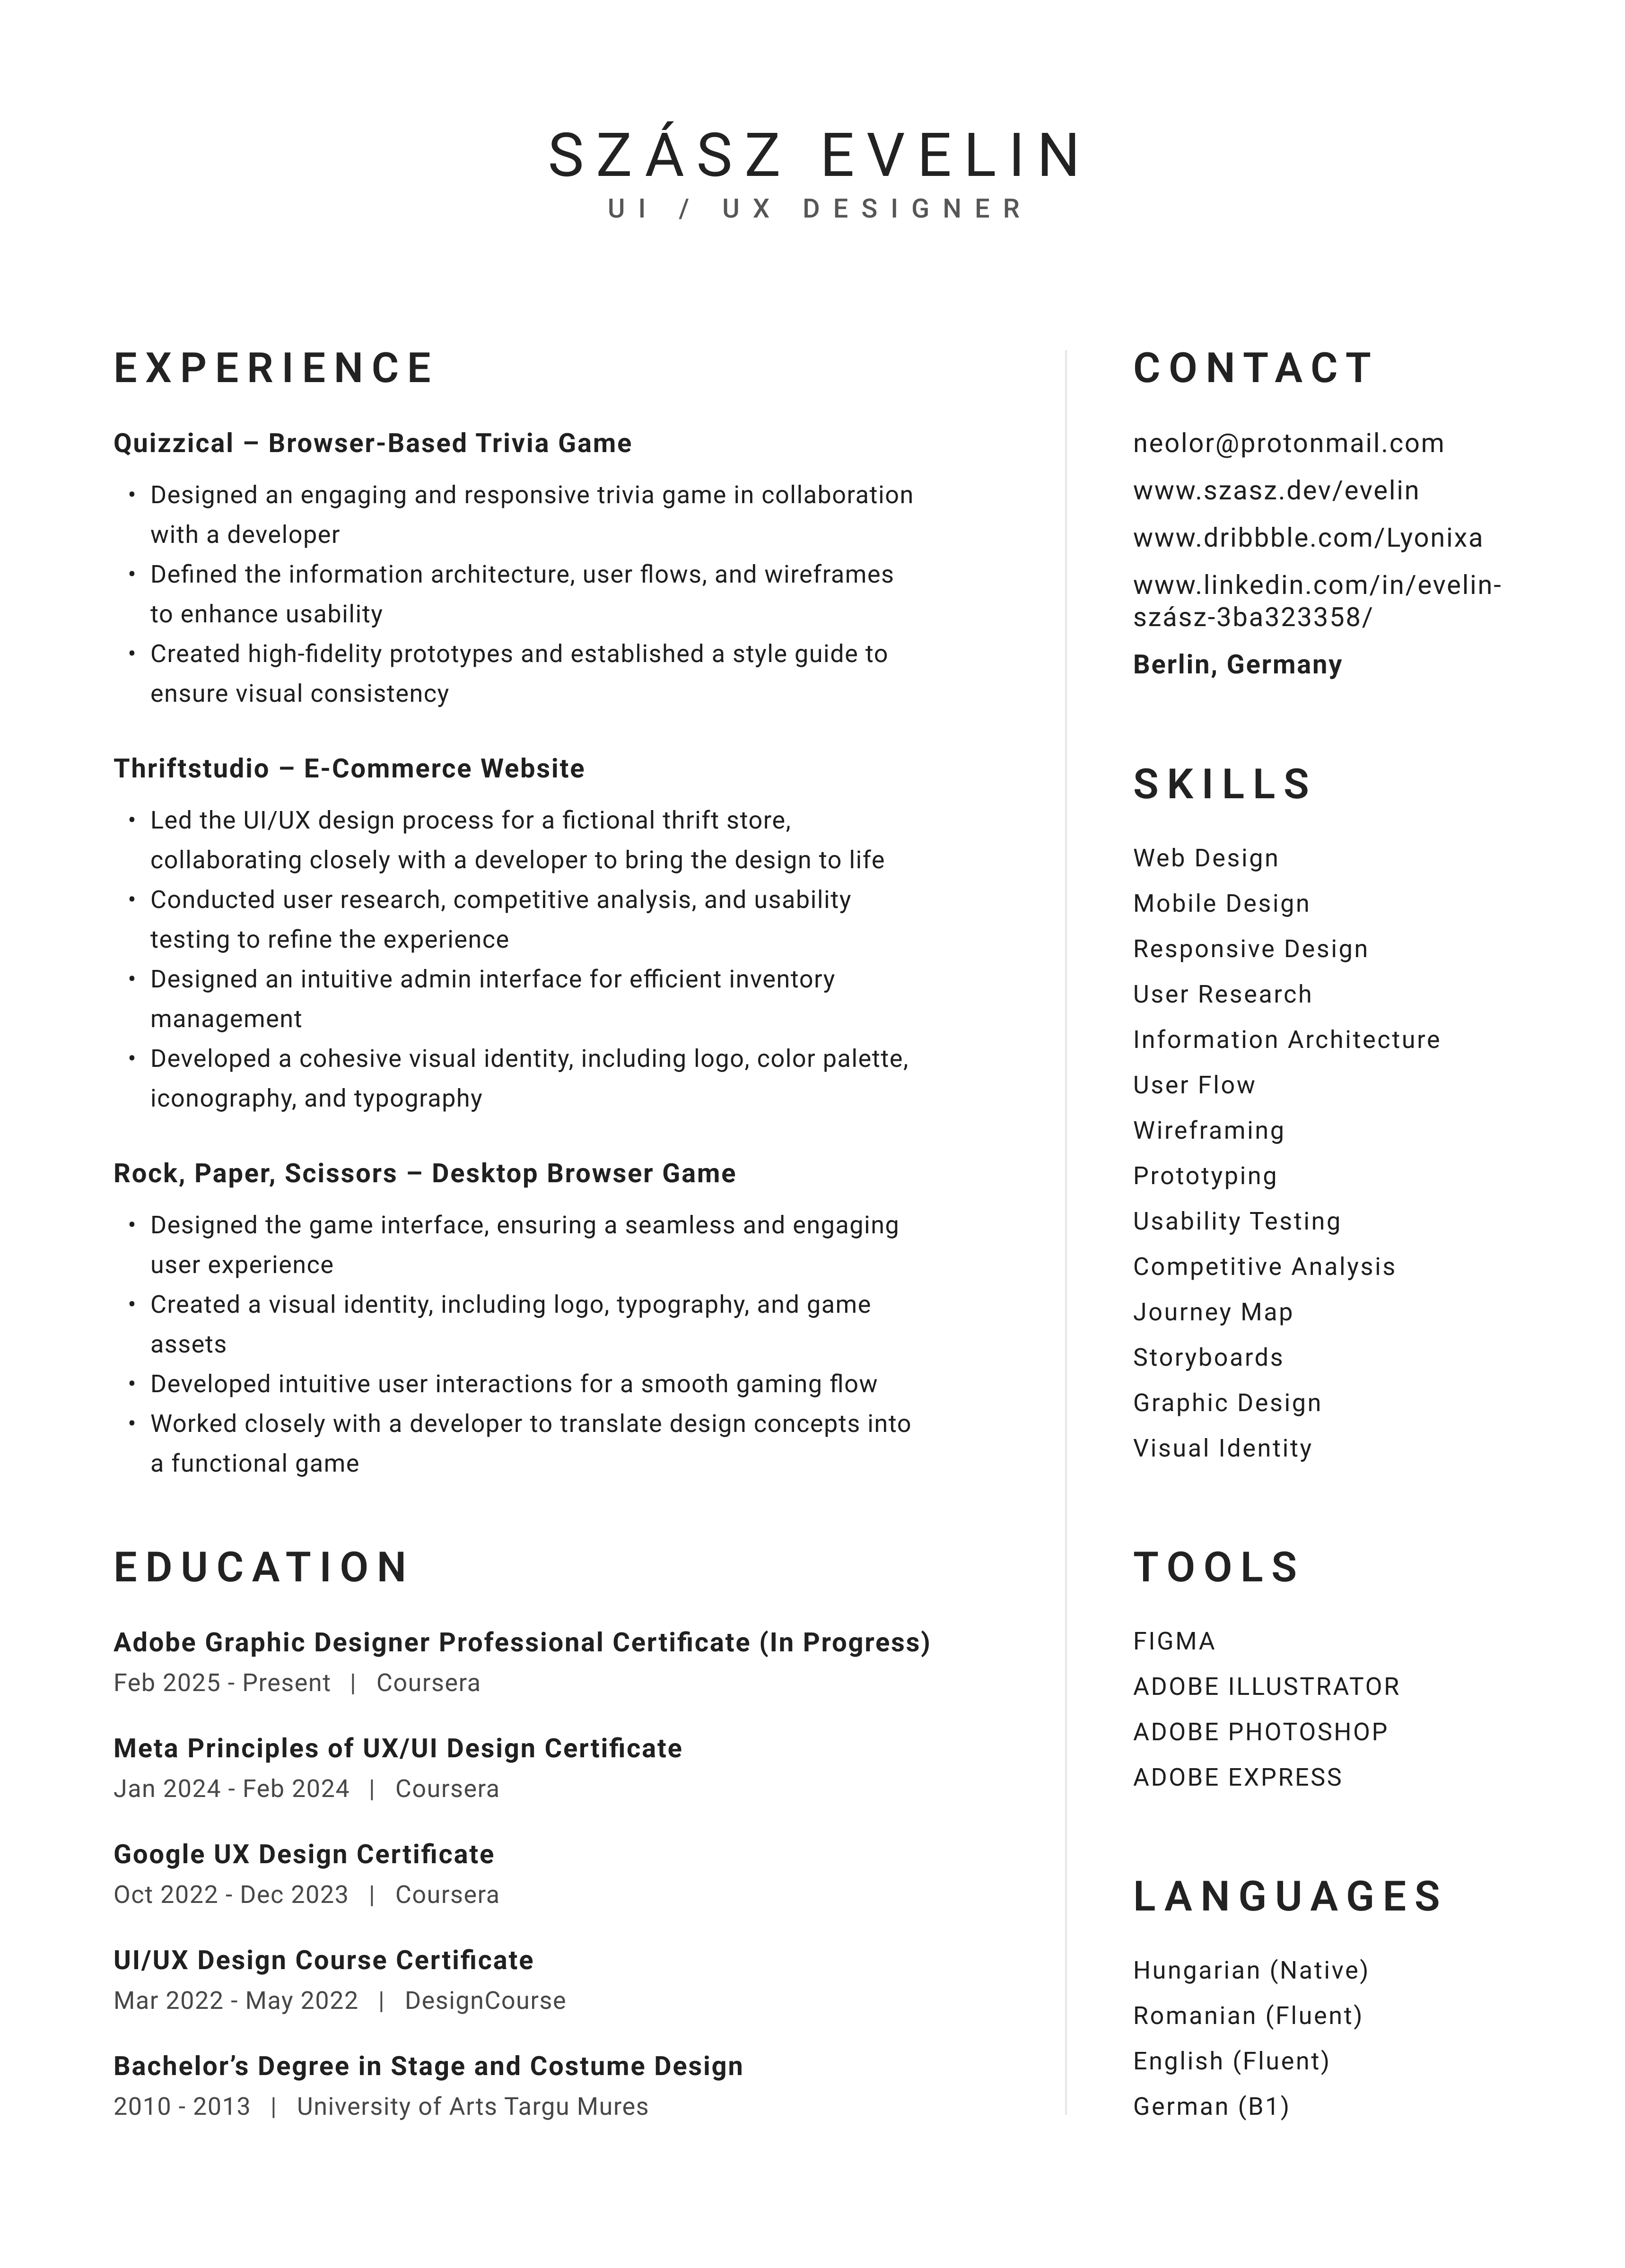 SZÁSZ EVELIN
UI / UX DESIGNER
EXPERIENCE
Quizzical – Browser-Based Trivia Game
• Designed an engaging and responsive trivia game in collaboration
with a developer
• Defined the information architecture, user flows, and wireframes
to enhance usability
• Created high-fidelity prototypes and established a style guide to
ensure visual consistency
Thriftstudio – E-Commerce Website
• Led the UI/UX design process for a fictional thrift store,
collaborating closely with a developer to bring the design to life
• Conducted user research, competitive analysis, and usability
testing to refine the experience
• Designed an intuitive admin interface for efficient inventory
management
• Developed a cohesive visual identity, including logo, color palette,
iconography, and typography
Rock, Paper, Scissors – Desktop Browser Game
• Designed the game interface, ensuring a seamless and engaging
user experience
• Created a visual identity, including logo, typography, and game
assets
• Developed intuitive user interactions for a smooth gaming flow
• Worked closely with a developer to translate design concepts into
a functional game
EDUCATION
Adobe Graphic Designer Professional Certificate (In Progress)
Feb 2025 - Present | Coursera
Meta Principles of UX/UI Design Certificate
Jan 2024 - Feb 2024 | Coursera
Google UX Design Certificate
Oct 2022 - Dec 2023 | Coursera
UI/UX Design Course Certificate
Mar 2022 - May 2022 | DesignCourse
Bachelor’s Degree in Stage and Costume Design
2010 - 2013 | University of Arts Targu Mures
CONTACT
neolor@protonmail.com
www.szasz.dev/evelin
www.dribbble.com/Lyonixa
www.linkedin.com/in/evelin-
szász-3ba323358/
Berlin, Germany
SKILLS
Web Design
Mobile Design
Responsive Design
User Research
Information Architecture
User Flow
Wireframing
Prototyping
Usability Testing
Competitive Analysis
Journey Map
Storyboards
Graphic Design
Visual Identity
TOOLS
FIGMA
ADOBE ILLUSTRATOR
ADOBE PHOTOSHOP
ADOBE EXPRESS
LANGUAGES
Hungarian (Native)
Romanian (Fluent)
English (Fluent)
German (B1)